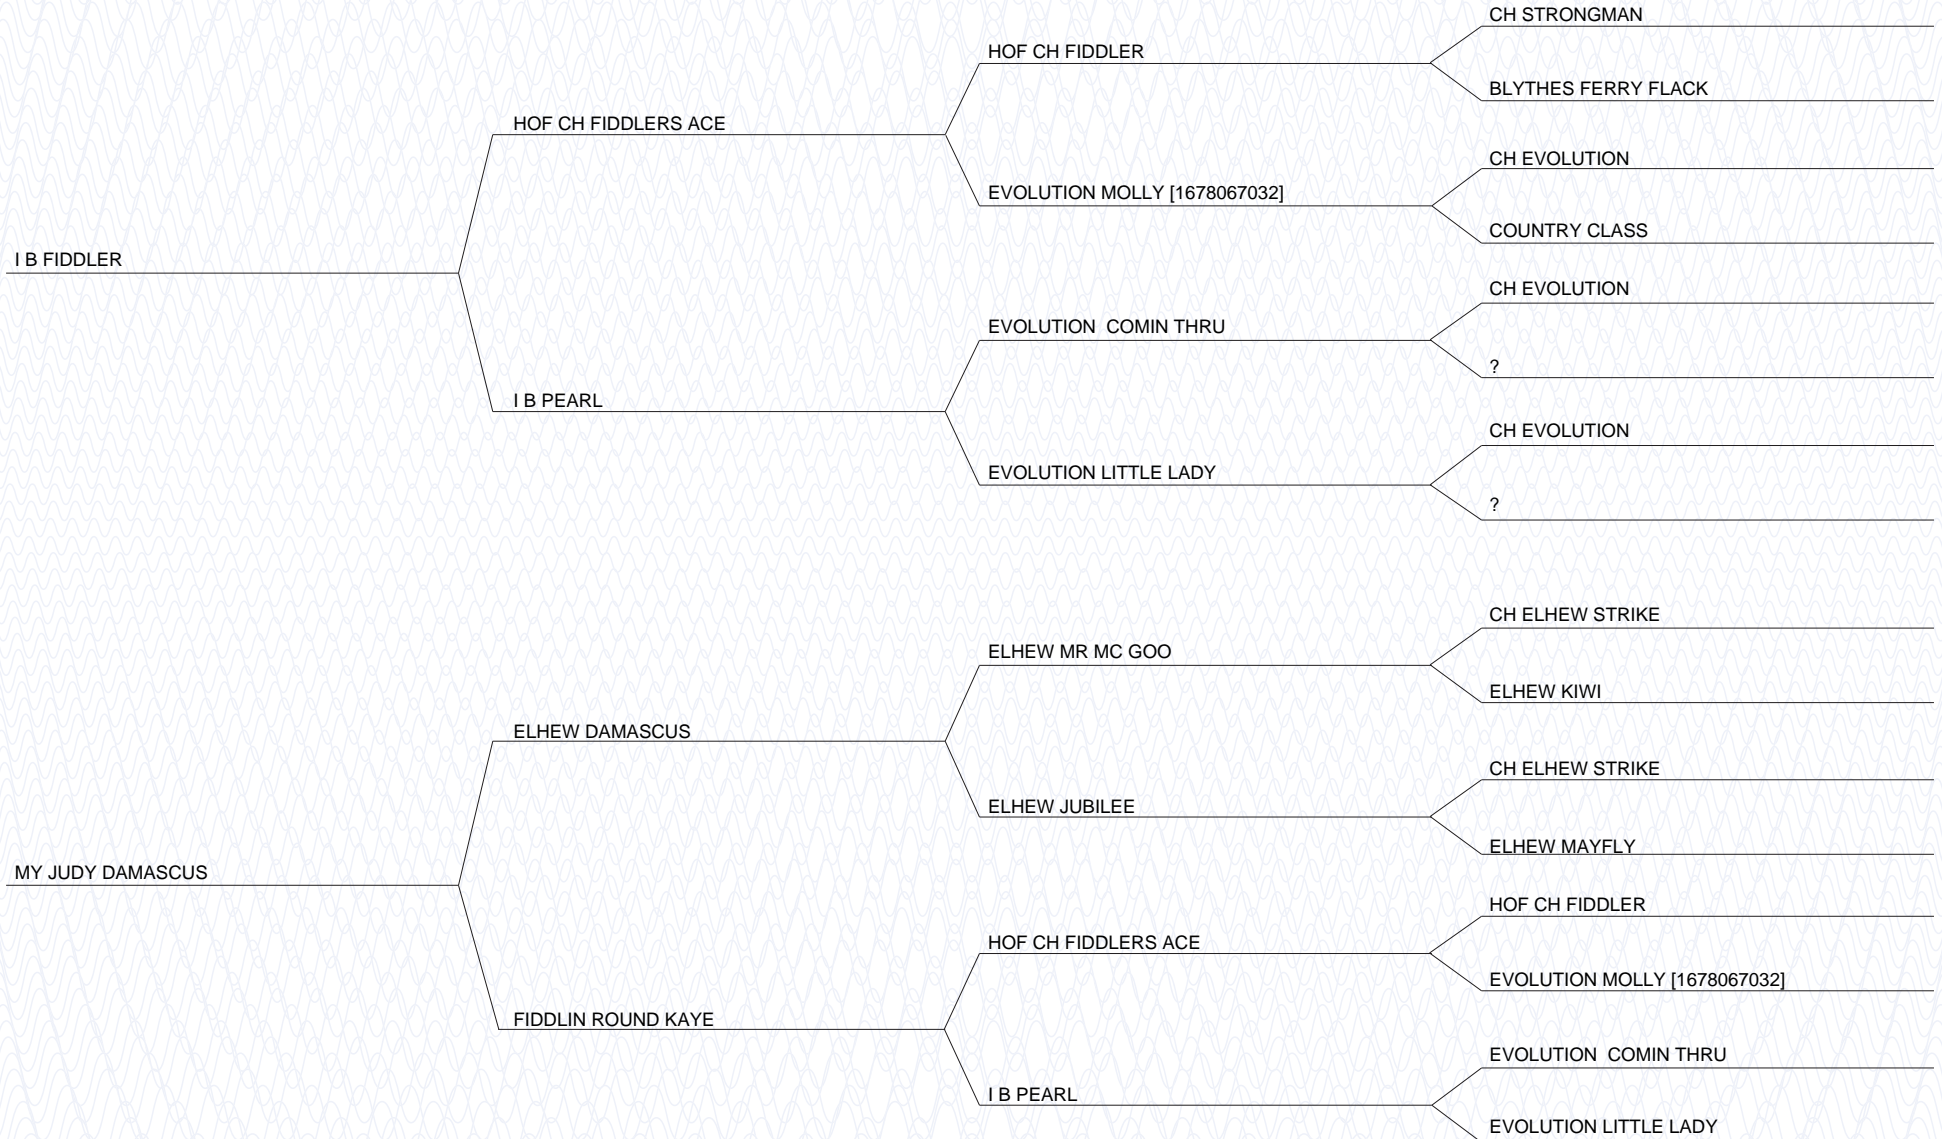 CH STRONGMAN
HOF CH FIDDLER
BLYTHES FERRY FLACK
HOF CH FIDDLERS ACE
CH EVOLUTION
EVOLUTION MOLLY [1678067032]
COUNTRY CLASS
I B FIDDLER
CH EVOLUTION
EVOLUTION  COMIN THRU
?
I B PEARL
CH EVOLUTION
EVOLUTION LITTLE LADY
?
CH ELHEW STRIKE
ELHEW MR MC GOO
ELHEW KIWI
ELHEW DAMASCUS
CH ELHEW STRIKE
ELHEW JUBILEE
ELHEW MAYFLY
MY JUDY DAMASCUS
HOF CH FIDDLER
HOF CH FIDDLERS ACE
EVOLUTION MOLLY [1678067032]
FIDDLIN ROUND KAYE
EVOLUTION  COMIN THRU
I B PEARL
EVOLUTION LITTLE LADY